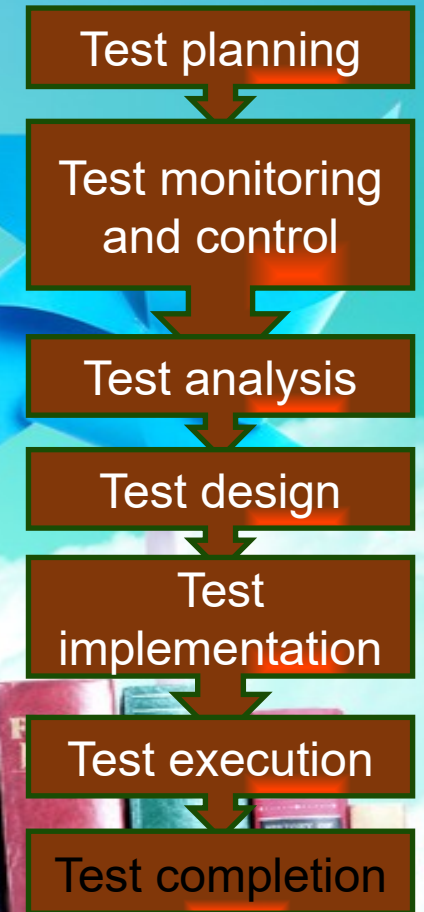 Test planning
Test monitoring
and control
Test analysis
Test design
Test
implementation
Test execution
Test completion